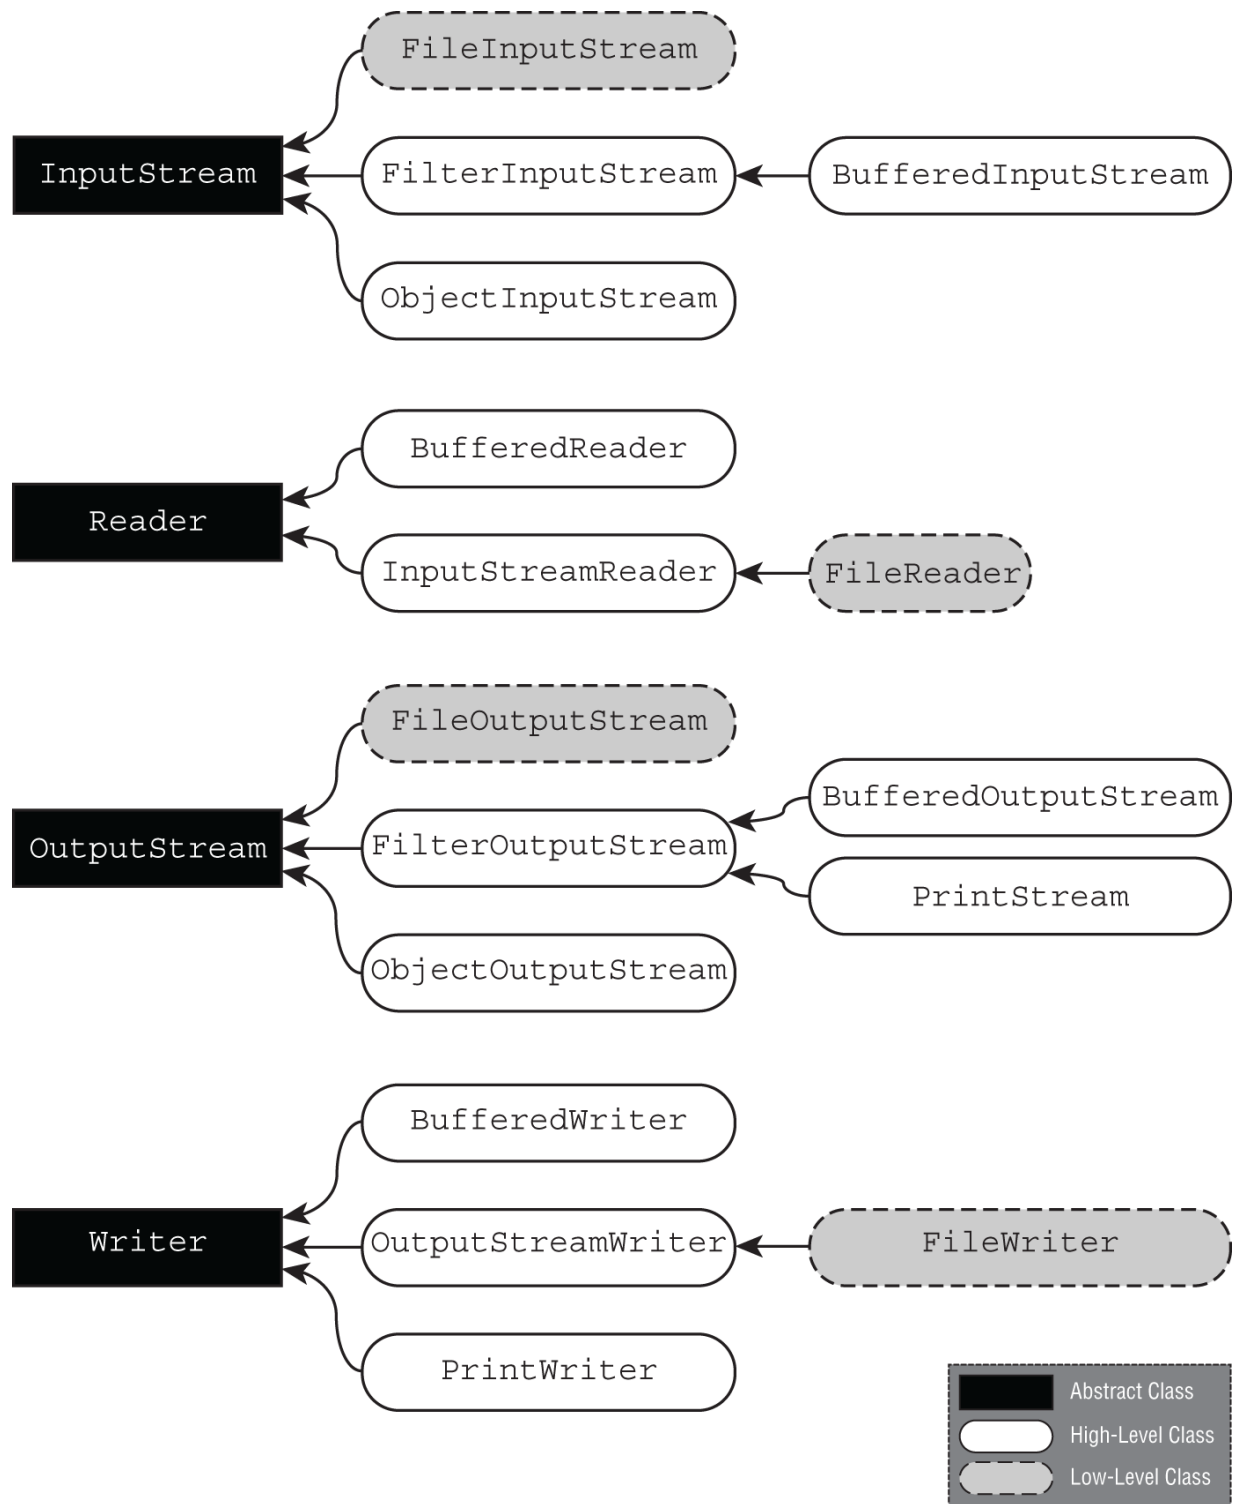 FileInputStream
InputStream
FilterInputStream
BufferedInputStream
ObjectInputStream
BufferedReader
Reader
InputStreamReader
FileReader
FileOutputStream
BufferedOutputStream
OutputStream
FilterOutputStream
PrintStream
ObjectOutputStream
BufferedWriter
Writer
OutputStreamWriter
FileWriter
PrintWriter
Abstract Class
High-Level Class
Low-Level Class